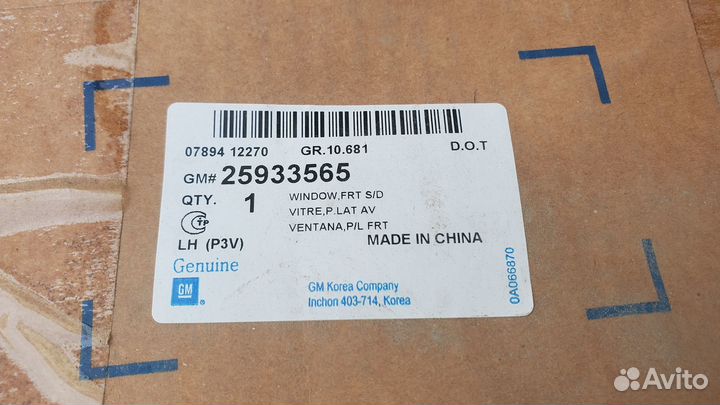 07894 12270 GR.10.681 D.O.T
GM# 25933565
QTY. 1 WINDOW,FRT S/D
VITRE,P.LAT AV
VENTANA,P/L FRT
CTP
LH (P3V) MADE IN CHINA
Genuine
GM
GM Korea Company
Inchon 403-714, Korea
0A066870
Avito